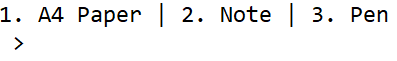 1. A4 Paper | 2. Note | 3. Pen
>